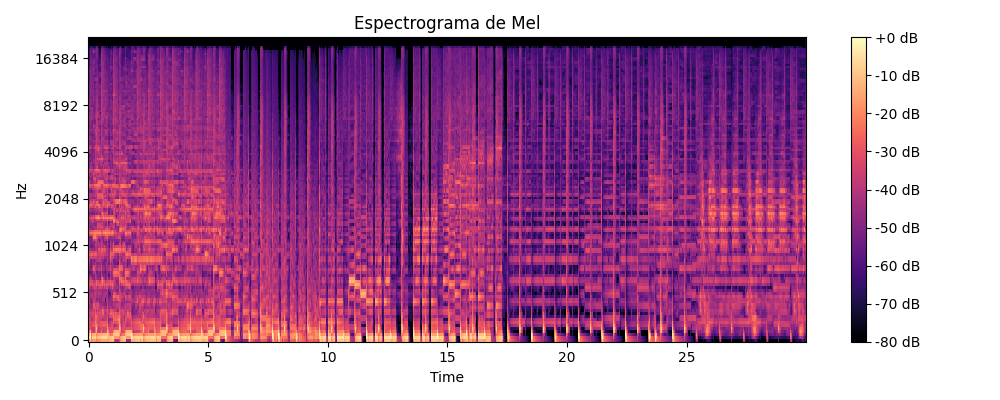 Espectrograma de Mel
Hz
16384
8192
4096
2048
1024
512
0
0 5 10 15 20 25
Time
+0 dB
-10 dB
-20 dB
-30 dB
-40 dB
-50 dB
-60 dB
-70 dB
-80 dB